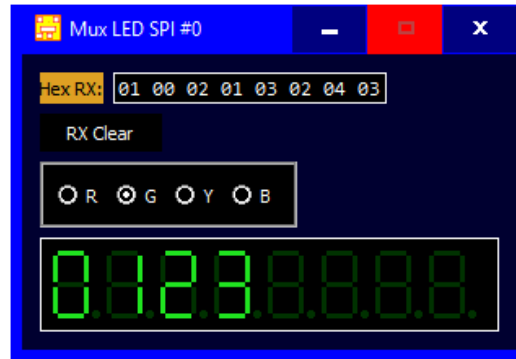 Mux LED SPI #0
Hex RX: 01 00 02 01 03 02 04 03
RX Clear
R G Y B
0123